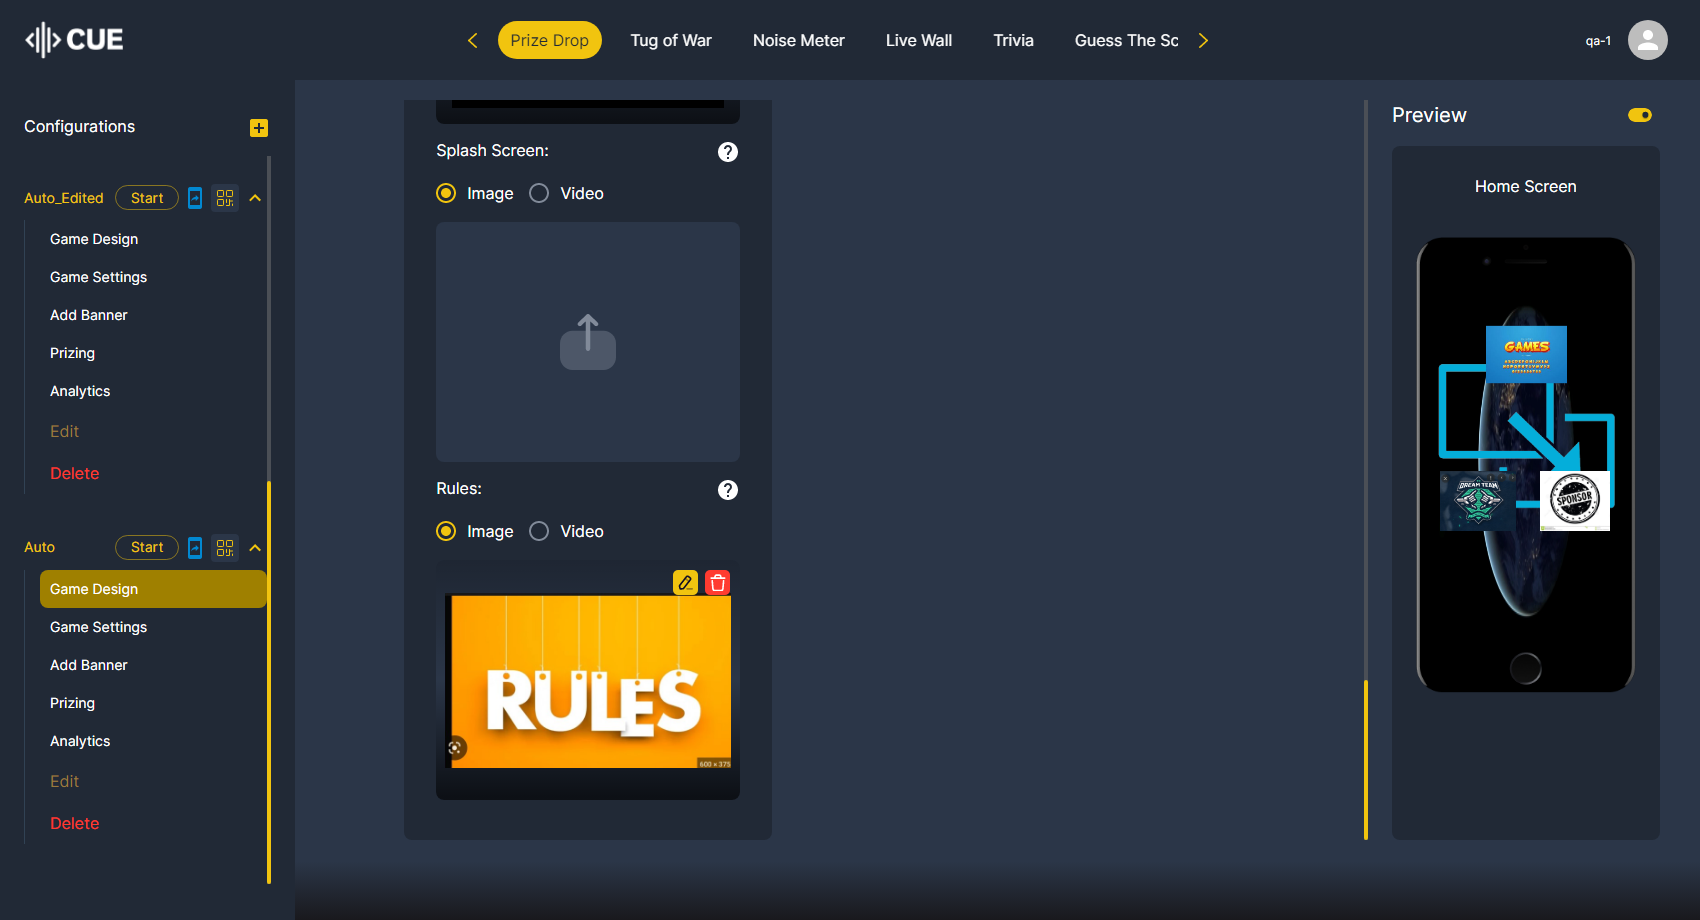 CUE
Prize Drop
Tug of War
Noise Meter
Live Wall
Trivia
Guess The Sc
qa-1
Configurations
Auto_Edited
Start
Game Design
Game Settings
Add Banner
Prizing
Analytics
Edit
Delete
Auto
Start
Game Design
Game Settings
Add Banner
Prizing
Analytics
Edit
Delete
Splash Screen:
?
Image
Video
Rules:
?
Image
Video
RULES
600 × 375
Preview
Home Screen
GAMES
DREAM TEAM
SPONSOR